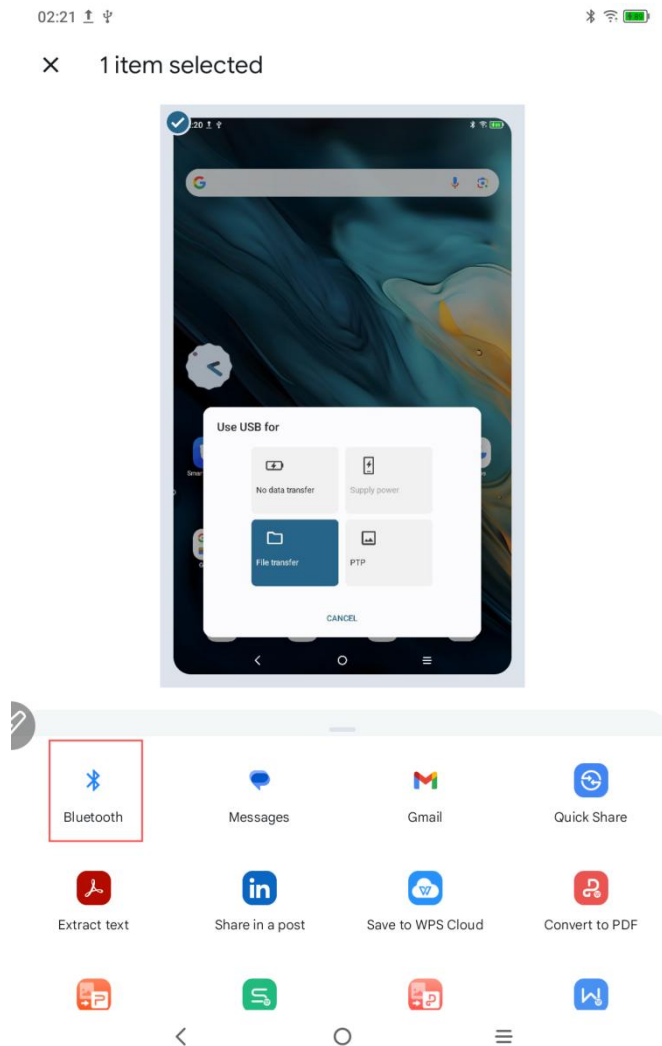 02:21
1 item selected
:20
Use USB for
No data transfer
Supply power
File transfer
PTP
CANCEL
Bluetooth
Messages
Gmail
Quick Share
Extract text
Share in a post
Save to WPS Cloud
Convert to PDF